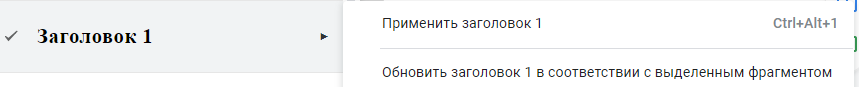 Заголовок 1
Применить заголовок 1 Ctrl+Alt+1
Обновить заголовок 1 в соответствии с выделенным фрагментом